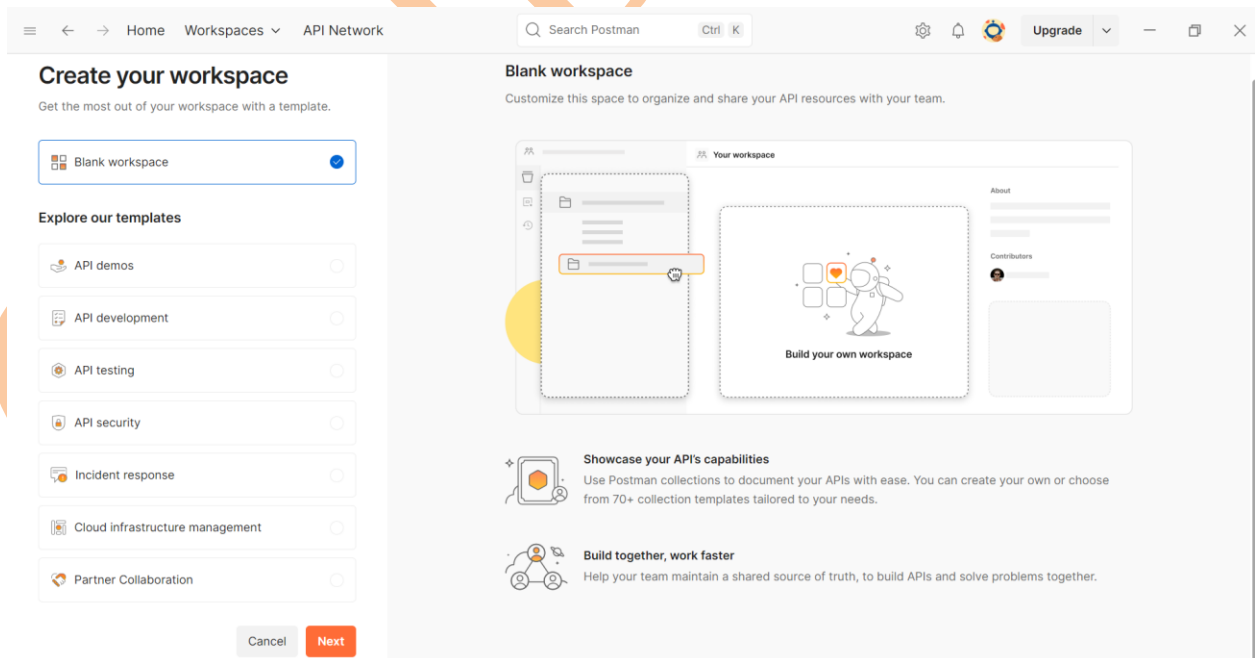 Home Workspaces API Network
Search Postman Ctrl K
Upgrade
Create your workspace
Get the most out of your workspace with a template.
Blank workspace
Explore our templates
API demos
API development
API testing
API security
Incident response
Cloud infrastructure management
Partner Collaboration
Cancel Next
Blank workspace
Customize this space to organize and share your API resources with your team.
Your workspace
Build your own workspace
About
Contributors
Showcase your API's capabilities
Use Postman collections to document your APIs with ease. You can create your own or choose
from 70+ collection templates tailored to your needs.
Build together, work faster
Help your team maintain a shared source of truth, to build APIs and solve problems together.